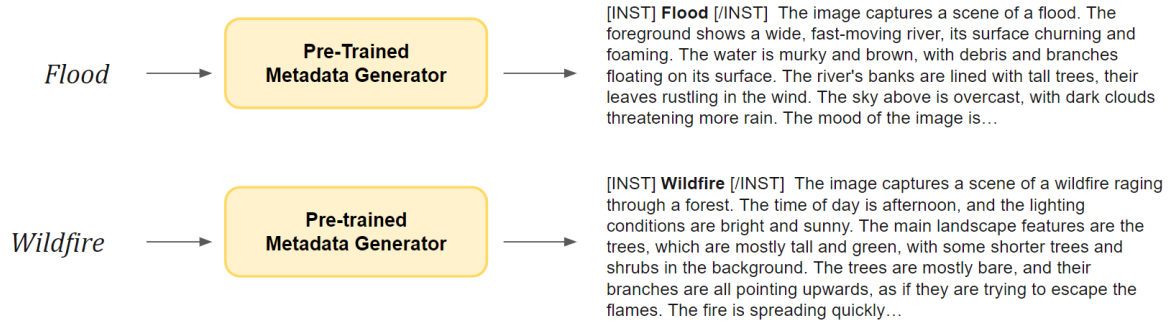 Flood
Pre-Trained
Metadata Generator
[INST] Flood [/INST]  The image captures a scene of a flood. The
foreground shows a wide, fast-moving river, its surface churning and
foaming. The water is murky and brown, with debris and branches
floating on its surface. The river's banks are lined with tall trees, their
leaves rustling in the wind. The sky above is overcast, with dark clouds
threatening more rain. The mood of the image is…
Wildfire
Pre-trained
Metadata Generator
[INST] Wildfire [/INST]  The image captures a scene of a wildfire raging
through a forest. The time of day is afternoon, and the lighting
conditions are bright and sunny. The main landscape features are the
trees, which are mostly tall and green, with some shorter trees and
shrubs in the background. The trees are mostly bare, and their
branches are all pointing upwards, as if they are trying to escape the
flames. The fire is spreading quickly…